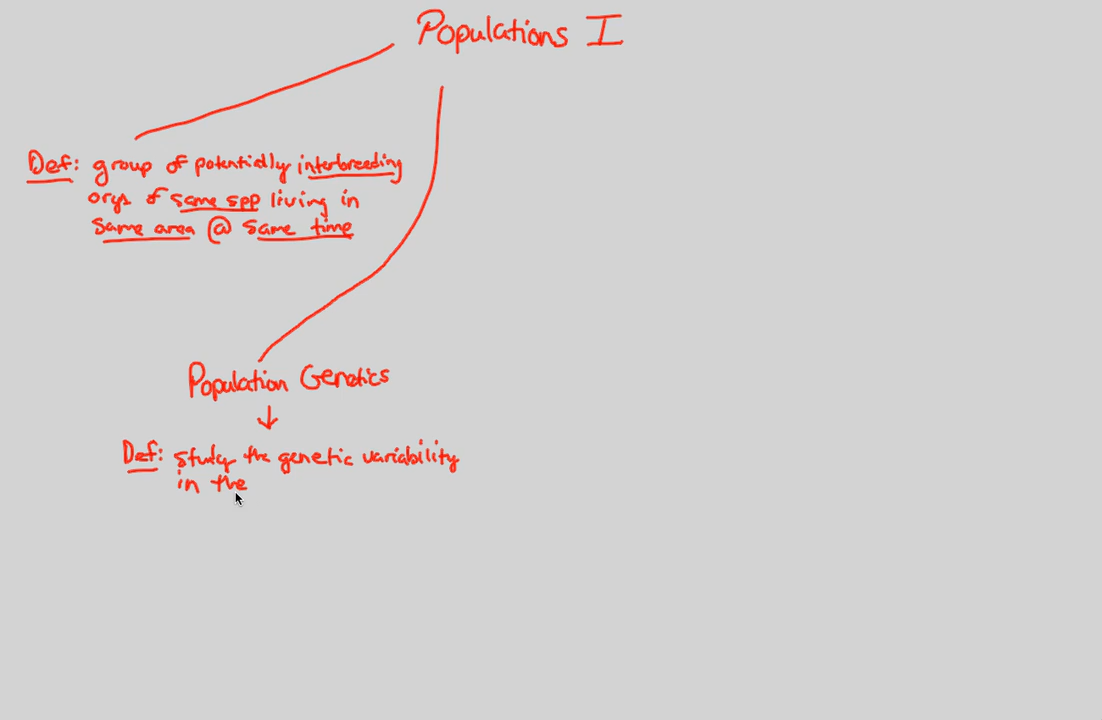 Populations I
Def: group of potentially interbreeding
orgs of same spp living in
same area @ same time
Population Genetics
Def: study the genetic variability
in the